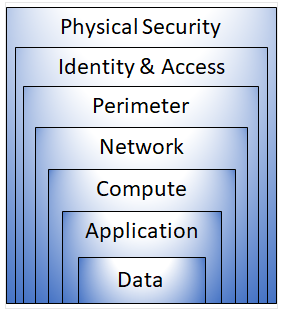 Physical Security
Identity & Access
Perimeter
Network
Compute
Application
Data